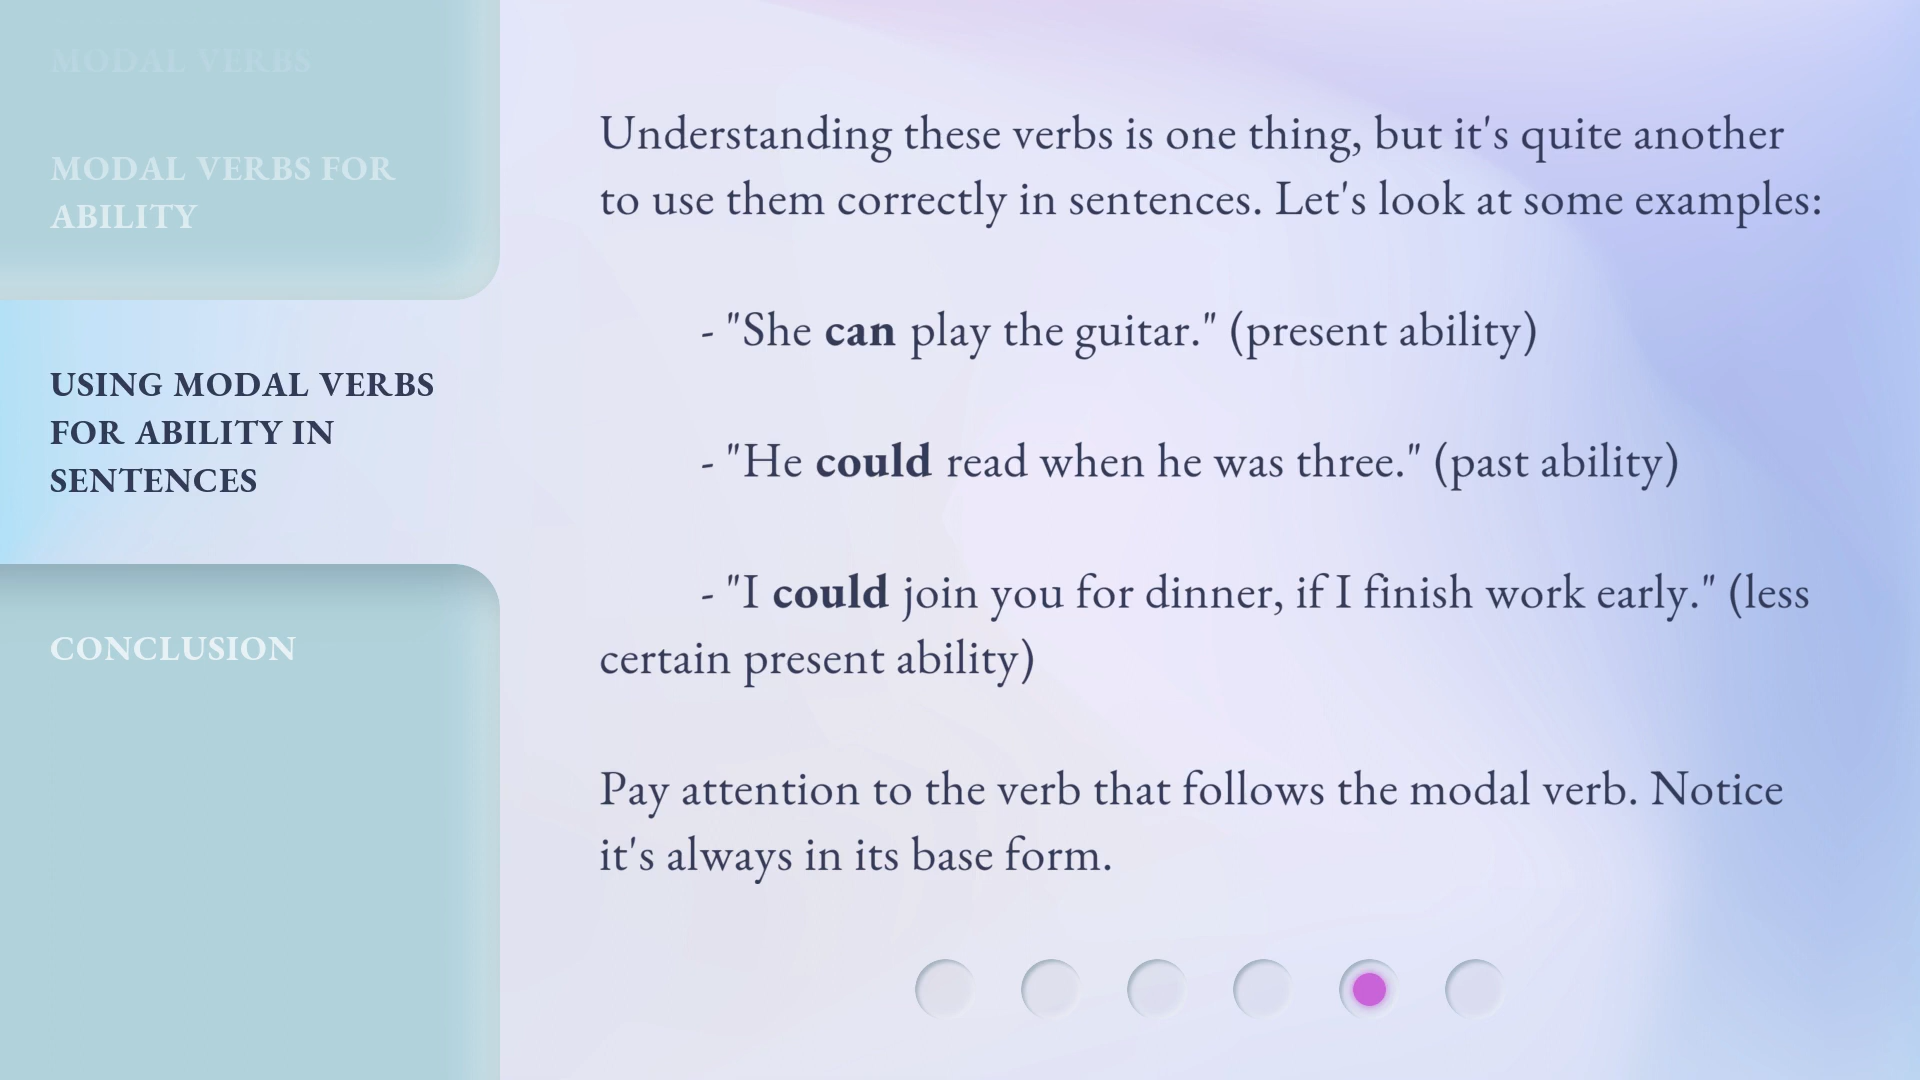 MODAL VERBS
MODAL VERBS FOR
ABILITY
USING MODAL VERBS
FOR ABILITY IN
SENTENCES
CONCLUSION
Understanding these verbs is one thing, but it's quite another
to use them correctly in sentences. Let's look at some examples:
- "She can play the guitar." (present ability)
- "He could read when he was three." (past ability)
- "I could join you for dinner, if I finish work early." (less
certain present ability)
Pay attention to the verb that follows the modal verb. Notice
it's always in its base form.